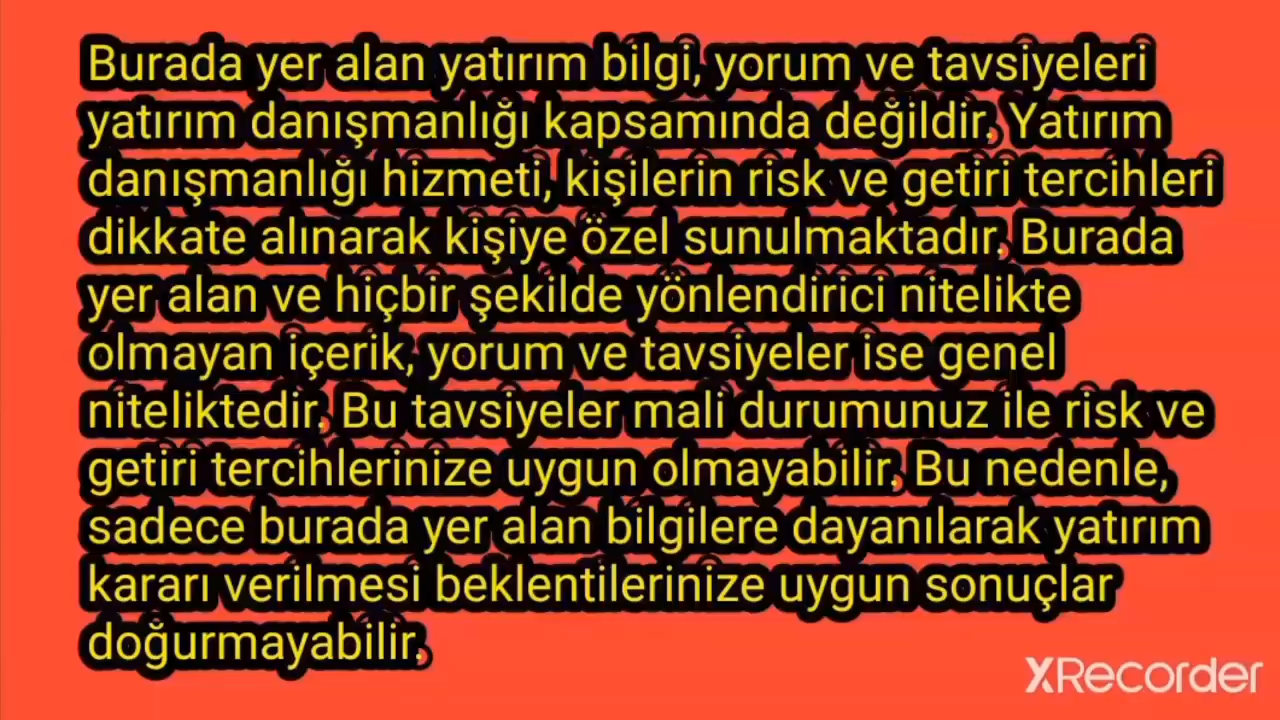 Burada yer alan yatırım bilgi, yorum ve tavsiyeleri
yatırım danışmanlığı kapsamında değildir. Yatırım
danışmanlığı hizmeti, kişilerin risk ve getiri tercihleri
dikkate alınarak kişiye özel sunulmaktadır. Burada
yer alan ve hiçbir şekilde yönlendirici nitelikte
olmayan içerik, yorum ve tavsiyeler ise genel
niteliktedir. Bu tavsiyeler mali durumunuz ile risk ve
getiri tercihlerinize uygun olmayabilir. Bu nedenle,
sadece burada yer alan bilgilere dayanılarak yatırım
kararı verilmesi beklentilerinize uygun sonuçlar
doğurmayabilir.
XRecorder